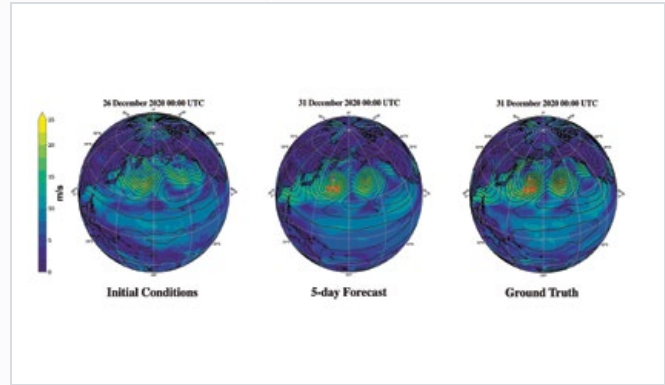 26 December 2020 00:00 UTC
31 December 2020 00:00 UTC
31 December 2020 00:00 UTC
25
20
15
10
5
0
m/s
Initial Conditions
5-day Forecast
Ground Truth